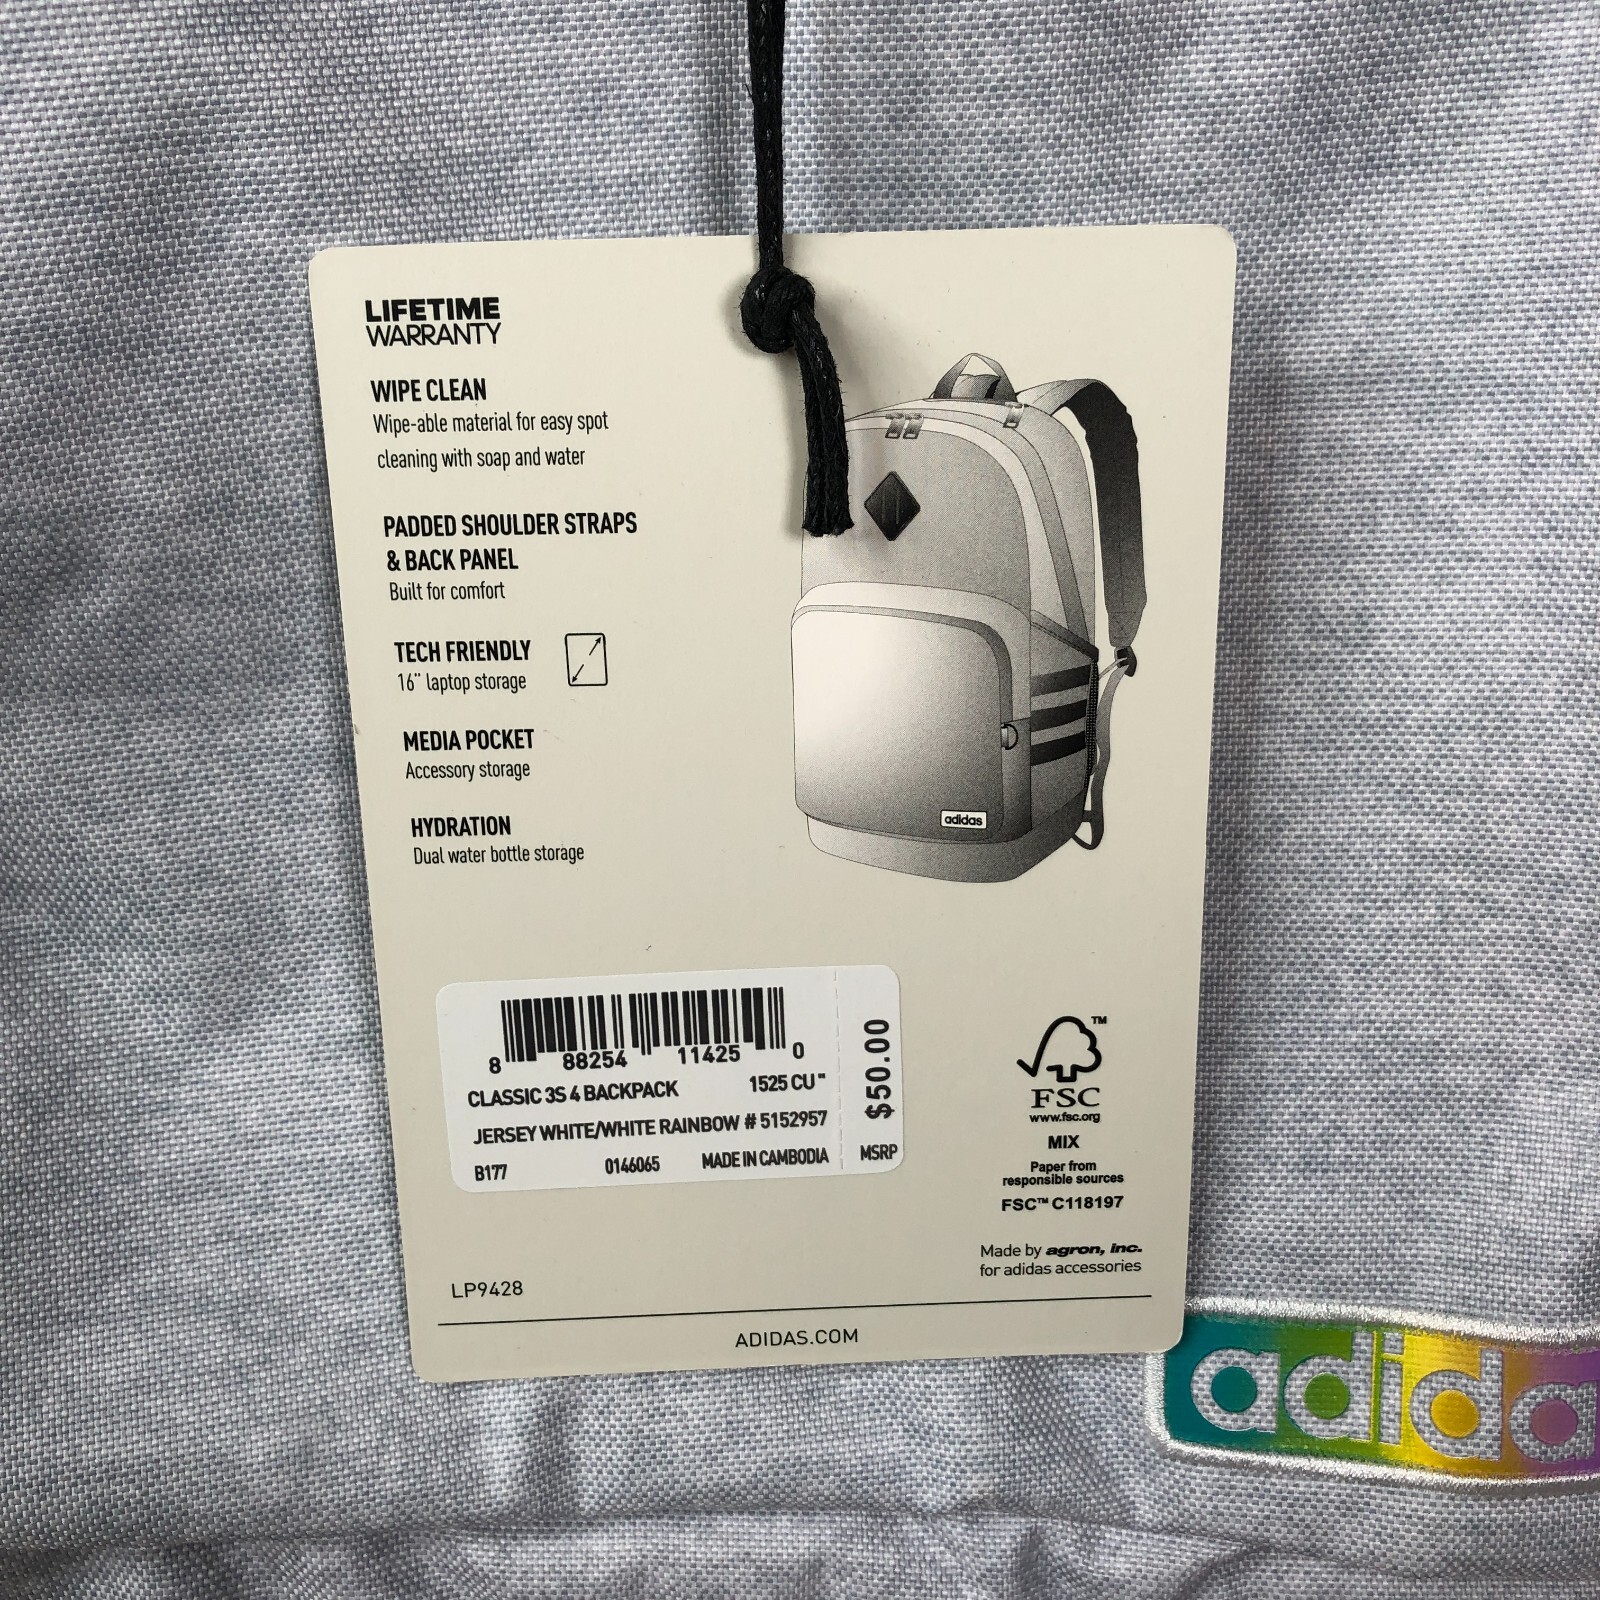 LIFETIME
WARRANTY
WIPE CLEAN
Wipe-able material for easy spot
cleaning with soap and water
PADDED SHOULDER STRAPS
& BACK PANEL
Built for comfort
TECH FRIENDLY
16" laptop storage
MEDIA POCKET
Accessory storage
HYDRATION
Dual water bottle storage
adidas
8 88254 11425 0
CLASSIC 3S 4 BACKPACK 1525 CU "
JERSEY WHITE/WHITE RAINBOW # 5152957
B177 0146065 MADE IN CAMBODIA
$50.00
MSRP
TM
FSC
www.fsc.org
MIX
Paper from
responsible sources
FSC™ C118197
Made by agron, inc.
for adidas accessories
LP9428
ADIDAS.COM
adida